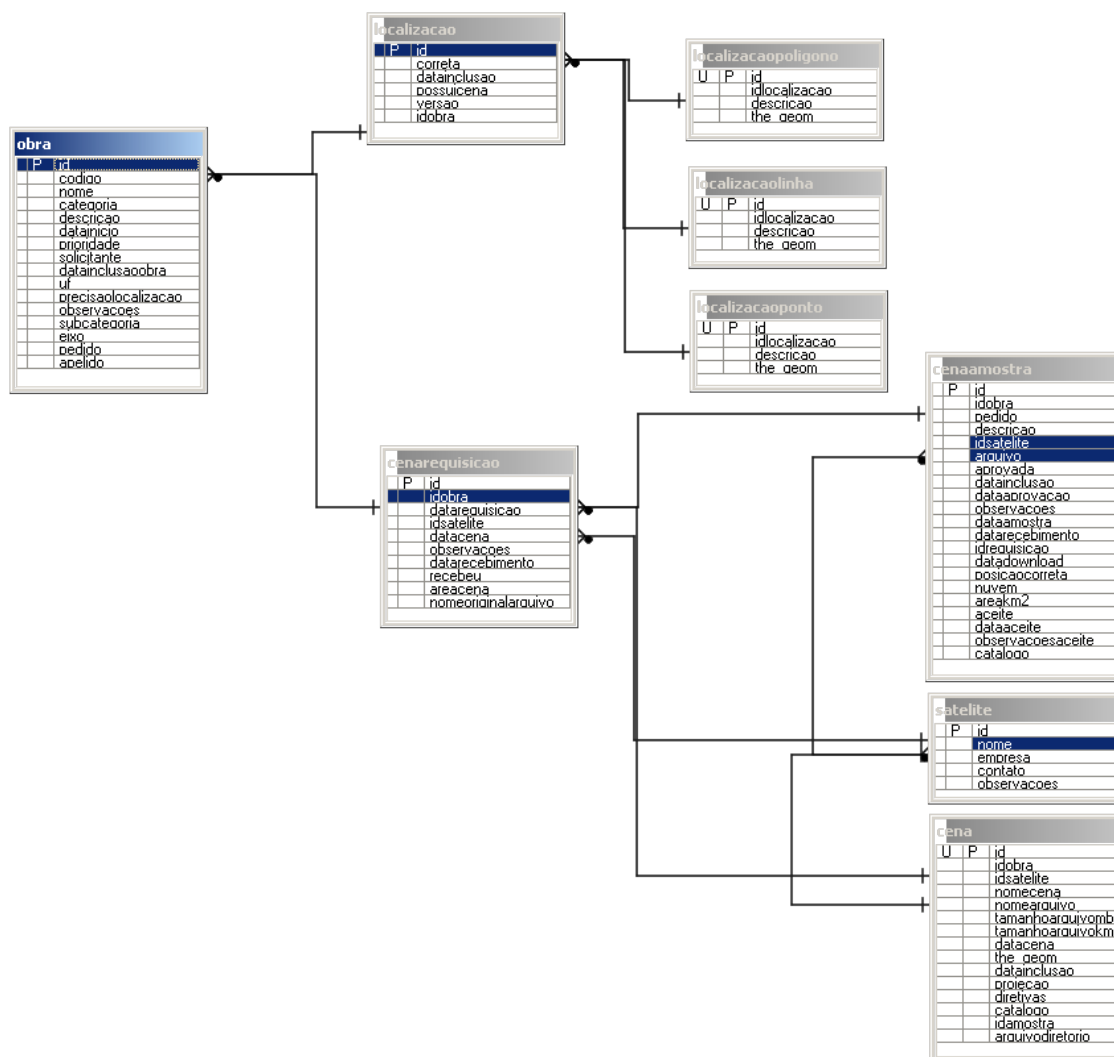 obra
P id
codigo
nome
categoria
descricao
datainicio
prioridade
solicitante
datainclusaoobra
uf
precisaolocalizacao
observacoes
subcategoria
eixo
pedido
apelido
localizacao
P id
correta
datainclusao
possuicena
versao
idobra
localizacaopoligono
U P id
idlocalizacao
descricao
the_geom
localizacaolinha
U P id
idlocalizacao
descricao
the_geom
localizacaoponto
U P id
idlocalizacao
descricao
the_geom
cenarequisicao
P id
idobra
datarequisicao
idsatelite
datacena
observacoes
datarecebimento
recebeu
areacena
nomeoriginalarquivo
cenaamostra
P id
idobra
pedido
descricao
idsatelite
arquivo
aprovada
datainclusao
dataaprovacao
observacoes
dataamostra
datarecebimento
idrequisicao
datadownload
posicaocorreta
nuvem
areakm2
aceite
dataaceite
observacoesaceite
catalogo
satelite
P id
nome
empresa
contato
observacoes
cena
U P id
idobra
idsatelite
nomecena
nomearquivo
tamanhoarquivomb
tamanhoarquivokm
datacena
the_geom
datainclusao
projecao
diretivas
catalogo
idamostra
arquivodiretorio